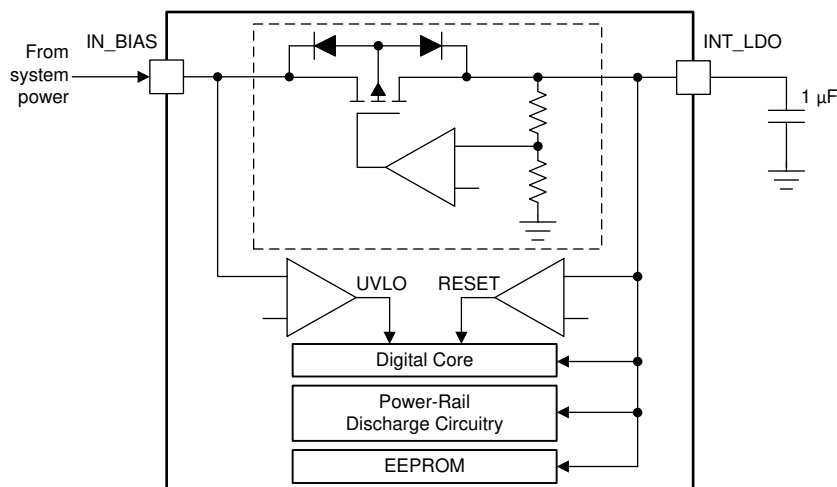 IN_BIAS
INT_LDO
From
system
power
1 µF
UVLO
RESET
Digital Core
Power-Rail
Discharge Circuitry
EEPROM